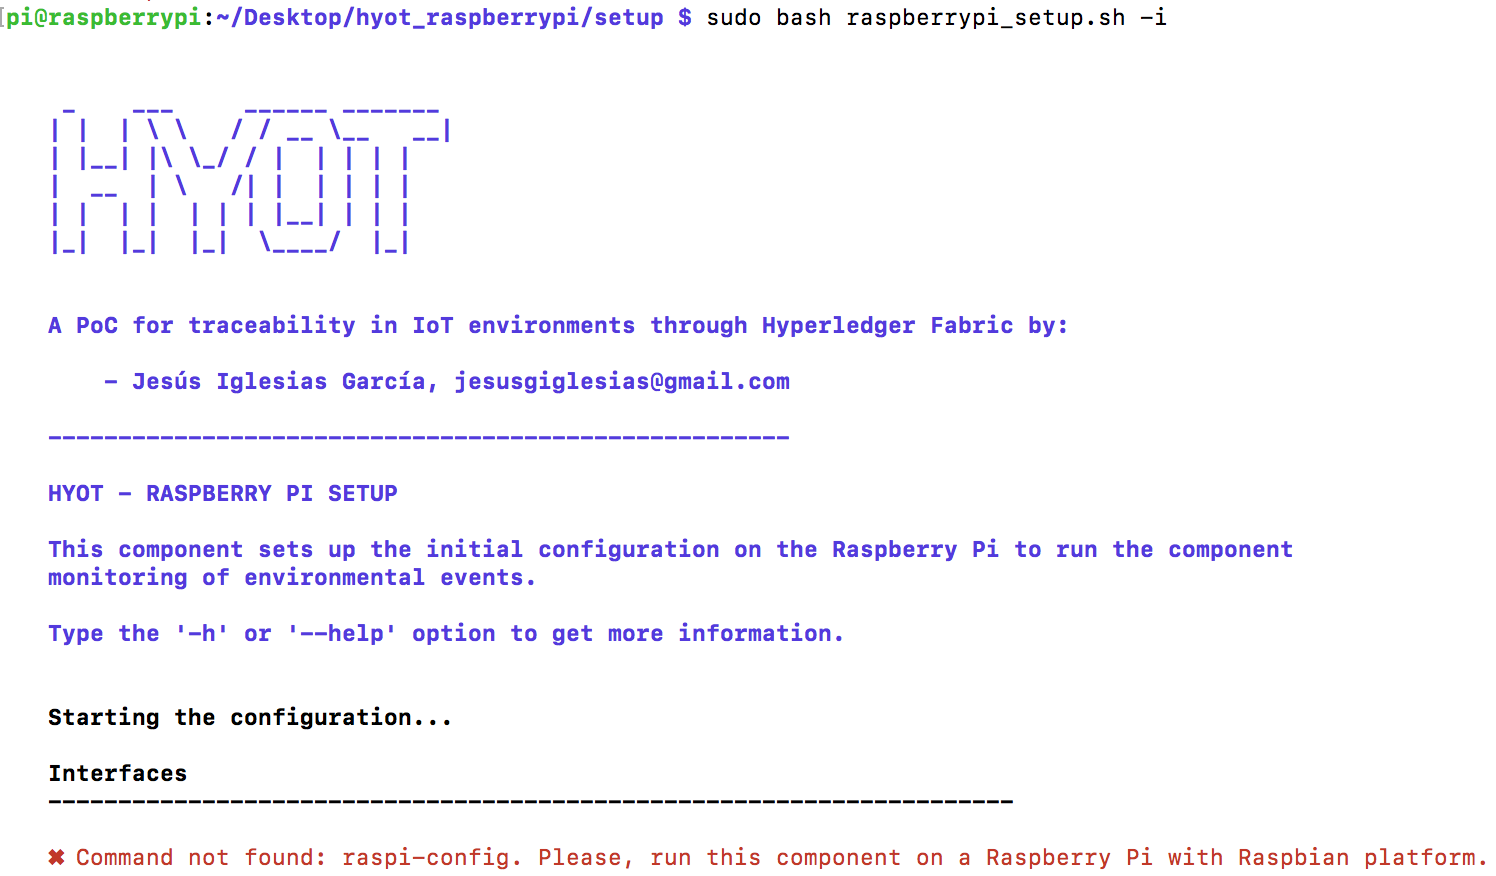 pi@raspberrypi:~/Desktop/hyot_raspberrypi/setup $ sudo bash raspberrypi_setup.sh -i
HYOT
A PoC for traceability in IoT environments through Hyperledger Fabric by:
- Jesús Iglesias García, jesusgiglesias@gmail.com
HYOT - RASPBERRY PI SETUP
This component sets up the initial configuration on the Raspberry Pi to run the component
monitoring of environmental events.
Type the '-h' or '--help' option to get more information.
Starting the configuration...
Interfaces
✖ Command not found: raspi-config. Please, run this component on a Raspberry Pi with Raspbian platform.